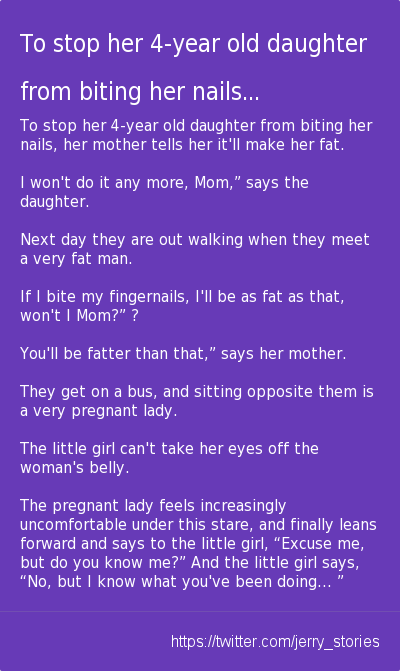 To stop her 4-year old daughter
from biting her nails...
To stop her 4-year old daughter from biting her
nails, her mother tells her it'll make her fat.
I won't do it any more, Mom,” says the
daughter.
Next day they are out walking when they meet
a very fat man.
If I bite my fingernails, I'll be as fat as that,
won't I Mom?” ?
You'll be fatter than that,” says her mother.
They get on a bus, and sitting opposite them is
a very pregnant lady.
The little girl can't take her eyes off the
woman's belly.
The pregnant lady feels increasingly
uncomfortable under this stare, and finally leans
forward and says to the little girl, “Excuse me,
but do you know me?” And the little girl says,
“No, but I know what you've been doing... ”
https://twitter.com/jerry_stories